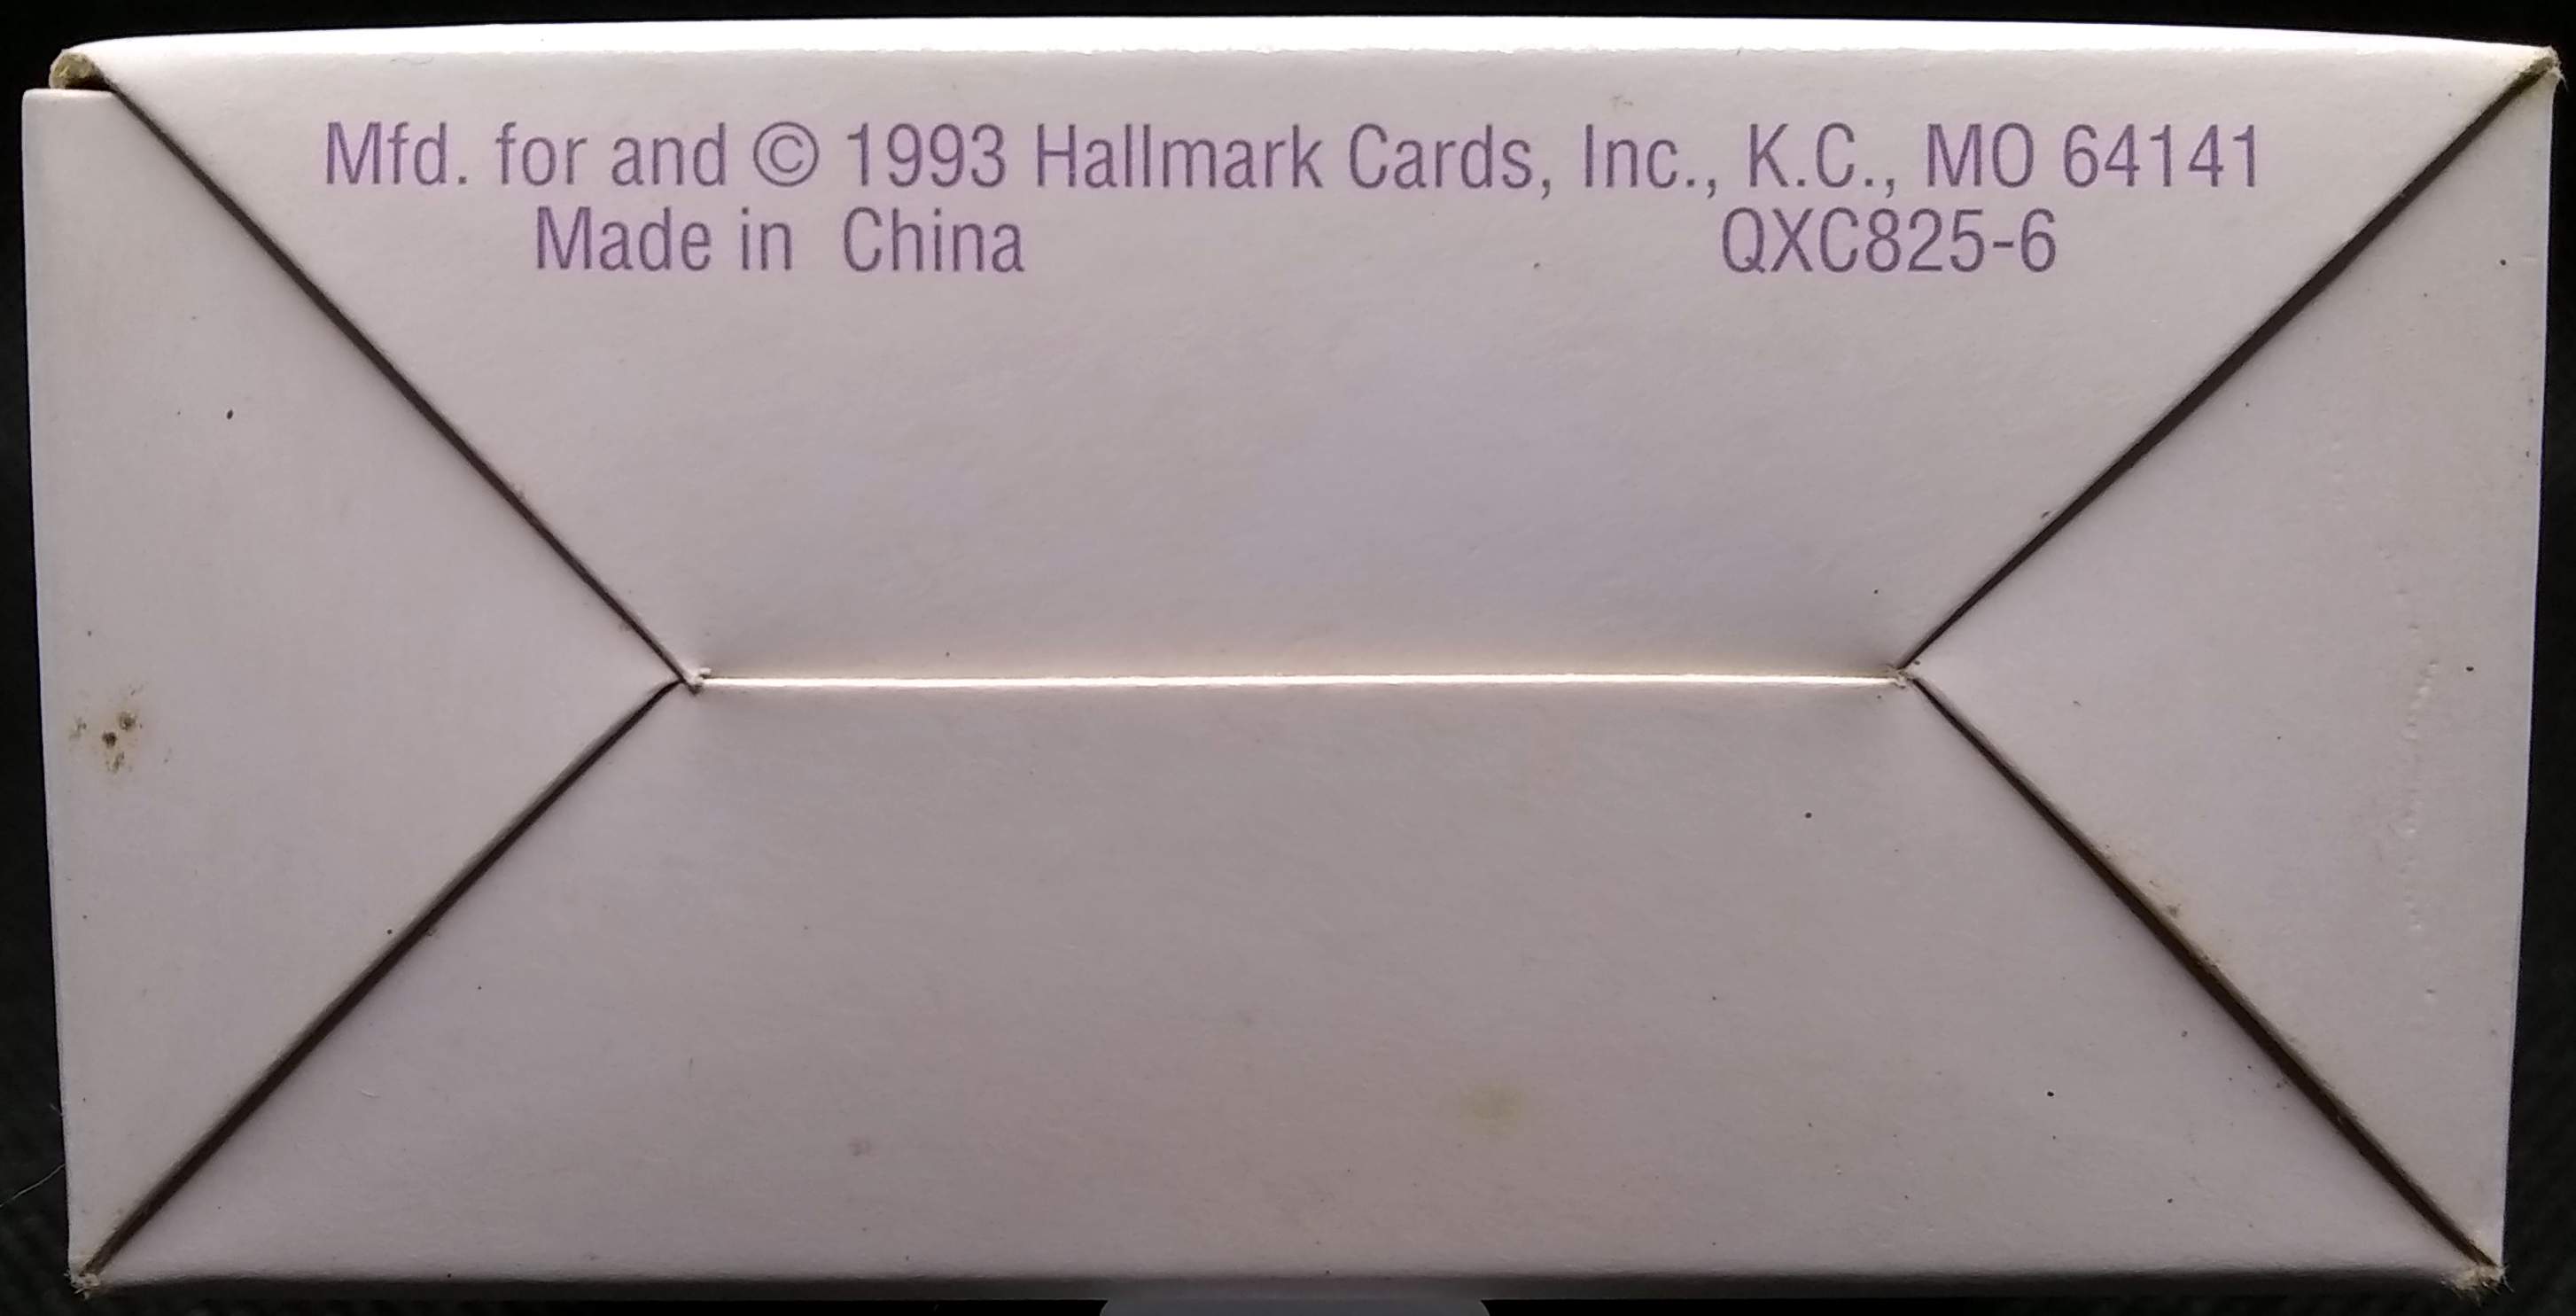 Mfd. for and © 1993 Hallmark Cards, Inc., K.C., MO 64141
Made in China QXC825-6